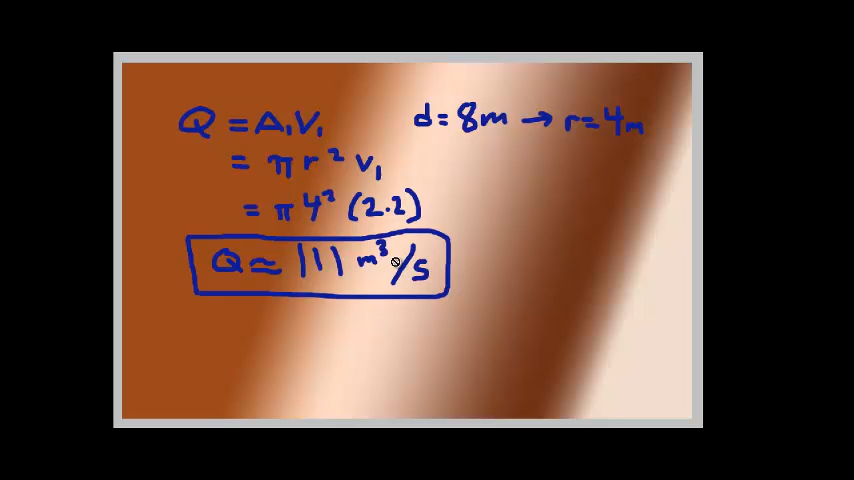 Q = A₁V₁
d = 8m → r = 4m
= π r² v₁
= π 4² (2.2)
Q ≃ 111 m³/s